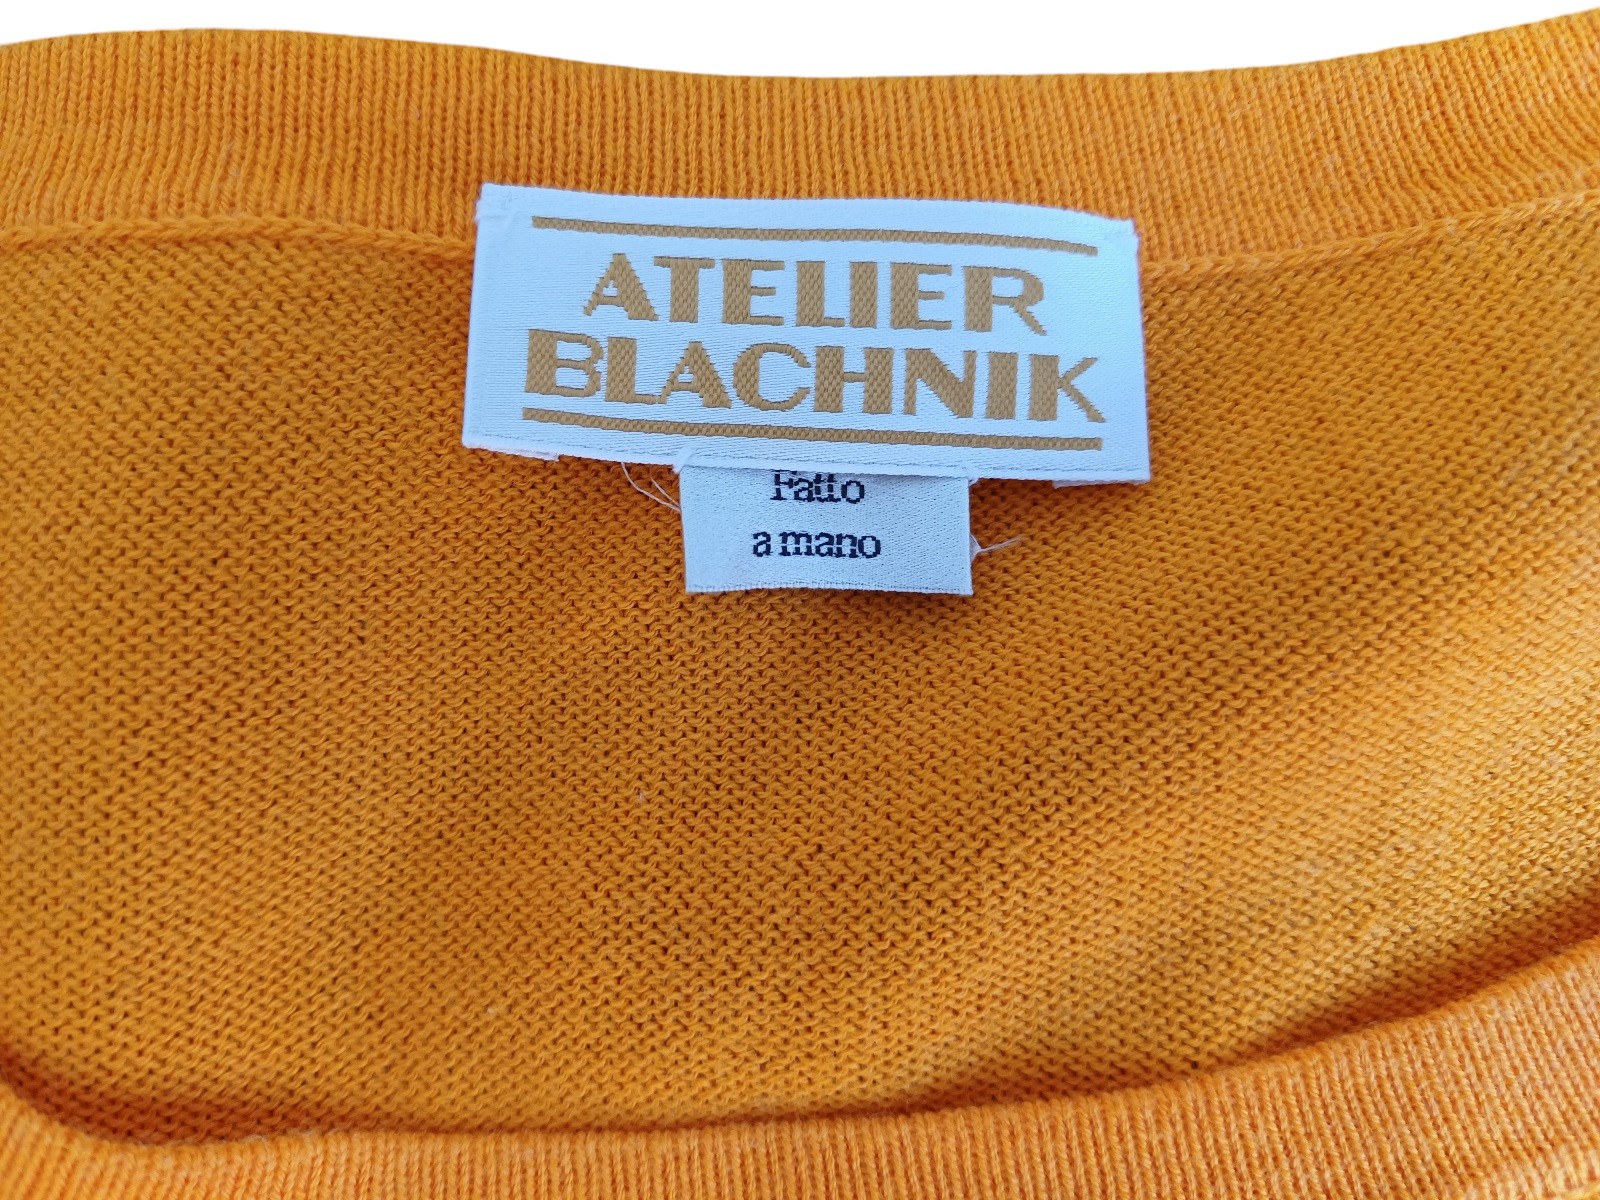 ATELIER
BLACHNIK
Fatto
a mano